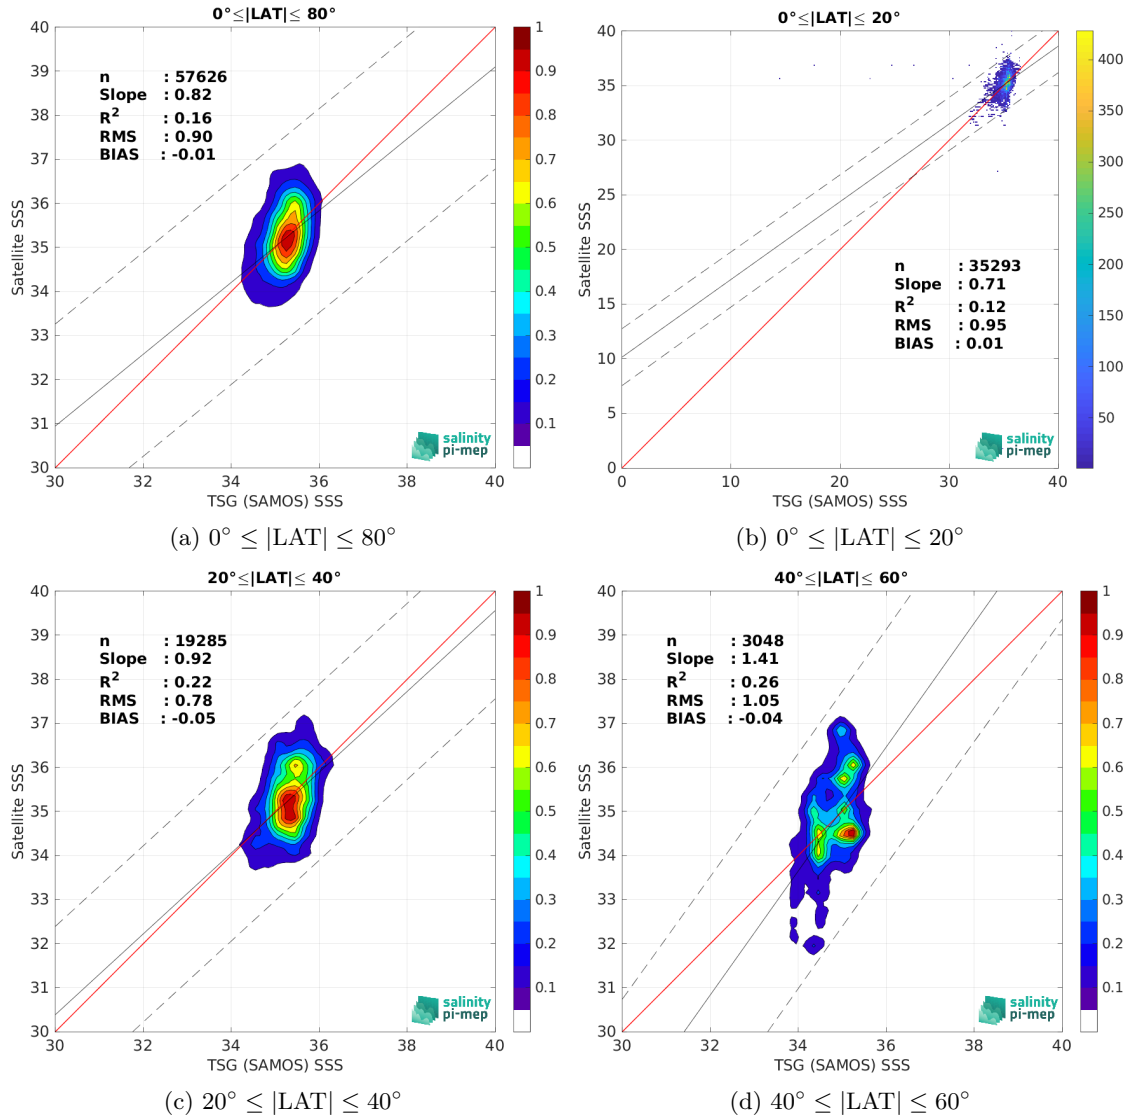 0°≤|LAT|≤ 80°
40
39
38
37
36
35
34
33
32
31
30
Satellite SSS
n : 57626
Slope : 0.82
R2 : 0.16
RMS : 0.90
BIAS : -0.01
salinity
pi-mep
30 32 34 36 38 40
TSG (SAMOS) SSS
1
0.9
0.8
0.7
0.6
0.5
0.4
0.3
0.2
0.1
(a) 0° ≤ |LAT| ≤ 80°
0°≤|LAT|≤ 20°
40
35
30
25
20
15
10
5
0
Satellite SSS
n : 35293
Slope : 0.71
R2 : 0.12
RMS : 0.95
BIAS : 0.01
salinity
pi-mep
0 10 20 30 40
TSG (SAMOS) SSS
400
350
300
250
200
150
100
50
(b) 0° ≤ |LAT| ≤ 20°
20°≤|LAT|≤ 40°
40
39
38
37
36
35
34
33
32
31
30
Satellite SSS
n : 19285
Slope : 0.92
R2 : 0.22
RMS : 0.78
BIAS : -0.05
salinity
pi-mep
30 32 34 36 38 40
TSG (SAMOS) SSS
1
0.9
0.8
0.7
0.6
0.5
0.4
0.3
0.2
0.1
(c) 20° ≤ |LAT| ≤ 40°
40°≤|LAT|≤ 60°
40
39
38
37
36
35
34
33
32
31
30
Satellite SSS
n : 3048
Slope : 1.41
R2 : 0.26
RMS : 1.05
BIAS : -0.04
salinity
pi-mep
30 32 34 36 38 40
TSG (SAMOS) SSS
1
0.9
0.8
0.7
0.6
0.5
0.4
0.3
0.2
0.1
(d) 40° ≤ |LAT| ≤ 60°